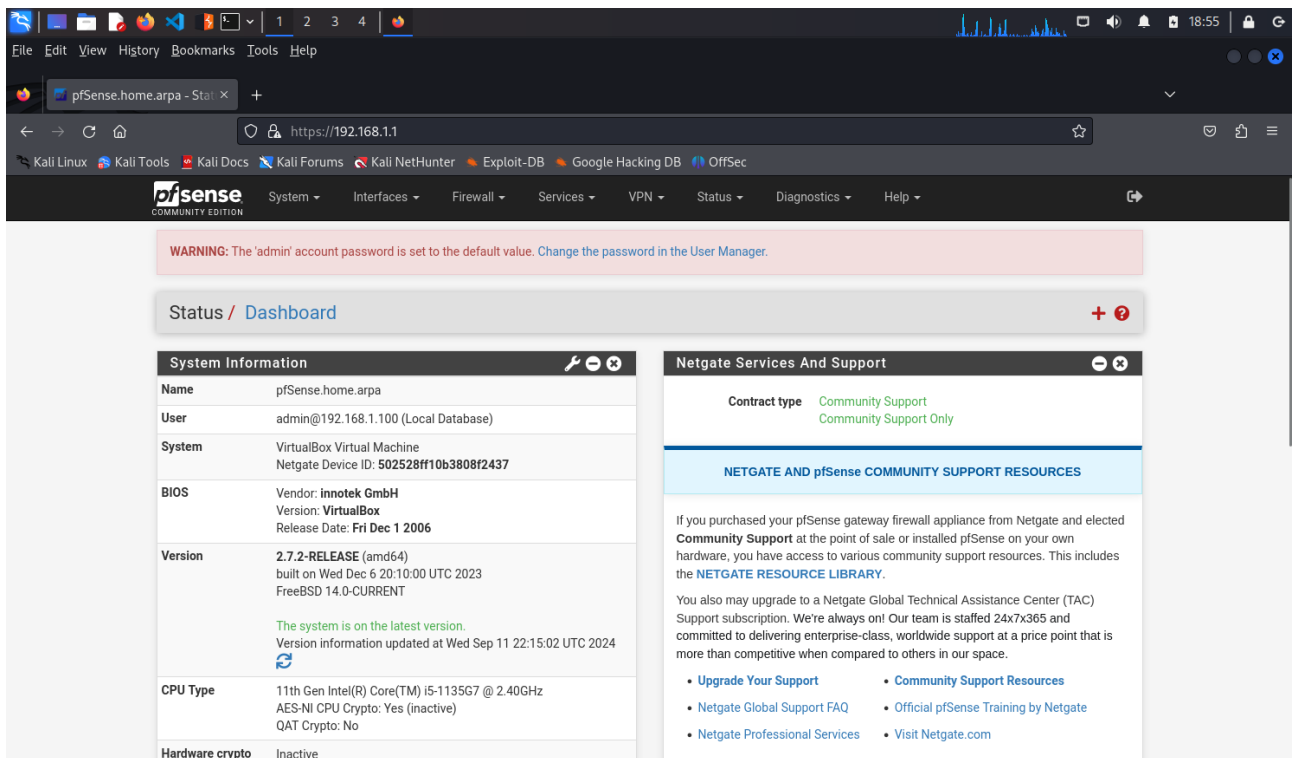 1 2 3 4
18:55
File Edit View History Bookmarks Tools Help
pfSense.home.arpa - Stat
https://192.168.1.1
Kali Linux Kali Tools Kali Docs Kali Forums Kali NetHunter Exploit-DB Google Hacking DB OffSec
pfsense System Interfaces Firewall Services VPN Status Diagnostics Help
COMMUNITY EDITION
WARNING: The 'admin' account password is set to the default value. Change the password in the User Manager.
Status / Dashboard
System Information
Name pfSense.home.arpa
User admin@192.168.1.100 (Local Database)
System VirtualBox Virtual Machine
Netgate Device ID: 502528ff10b3808f2437
BIOS Vendor: innotek GmbH
Version: VirtualBox
Release Date: Fri Dec 1 2006
Version 2.7.2-RELEASE (amd64)
built on Wed Dec 6 20:10:00 UTC 2023
FreeBSD 14.0-CURRENT
The system is on the latest version.
Version information updated at Wed Sep 11 22:15:02 UTC 2024
CPU Type 11th Gen Intel(R) Core(TM) i5-1135G7 @ 2.40GHz
AES-NI CPU Crypto: Yes (inactive)
QAT Crypto: No
Hardware crypto Inactive
Netgate Services And Support
Contract type Community Support
Community Support Only
NETGATE AND pfSense COMMUNITY SUPPORT RESOURCES
If you purchased your pfSense gateway firewall appliance from Netgate and elected
Community Support at the point of sale or installed pfSense on your own
hardware, you have access to various community support resources. This includes
the NETGATE RESOURCE LIBRARY.
You also may upgrade to a Netgate Global Technical Assistance Center (TAC)
Support subscription. We're always on! Our team is staffed 24x7x365 and
committed to delivering enterprise-class, worldwide support at a price point that is
more than competitive when compared to others in our space.
Upgrade Your Support
Community Support Resources
Netgate Global Support FAQ
Official pfSense Training by Netgate
Netgate Professional Services
Visit Netgate.com